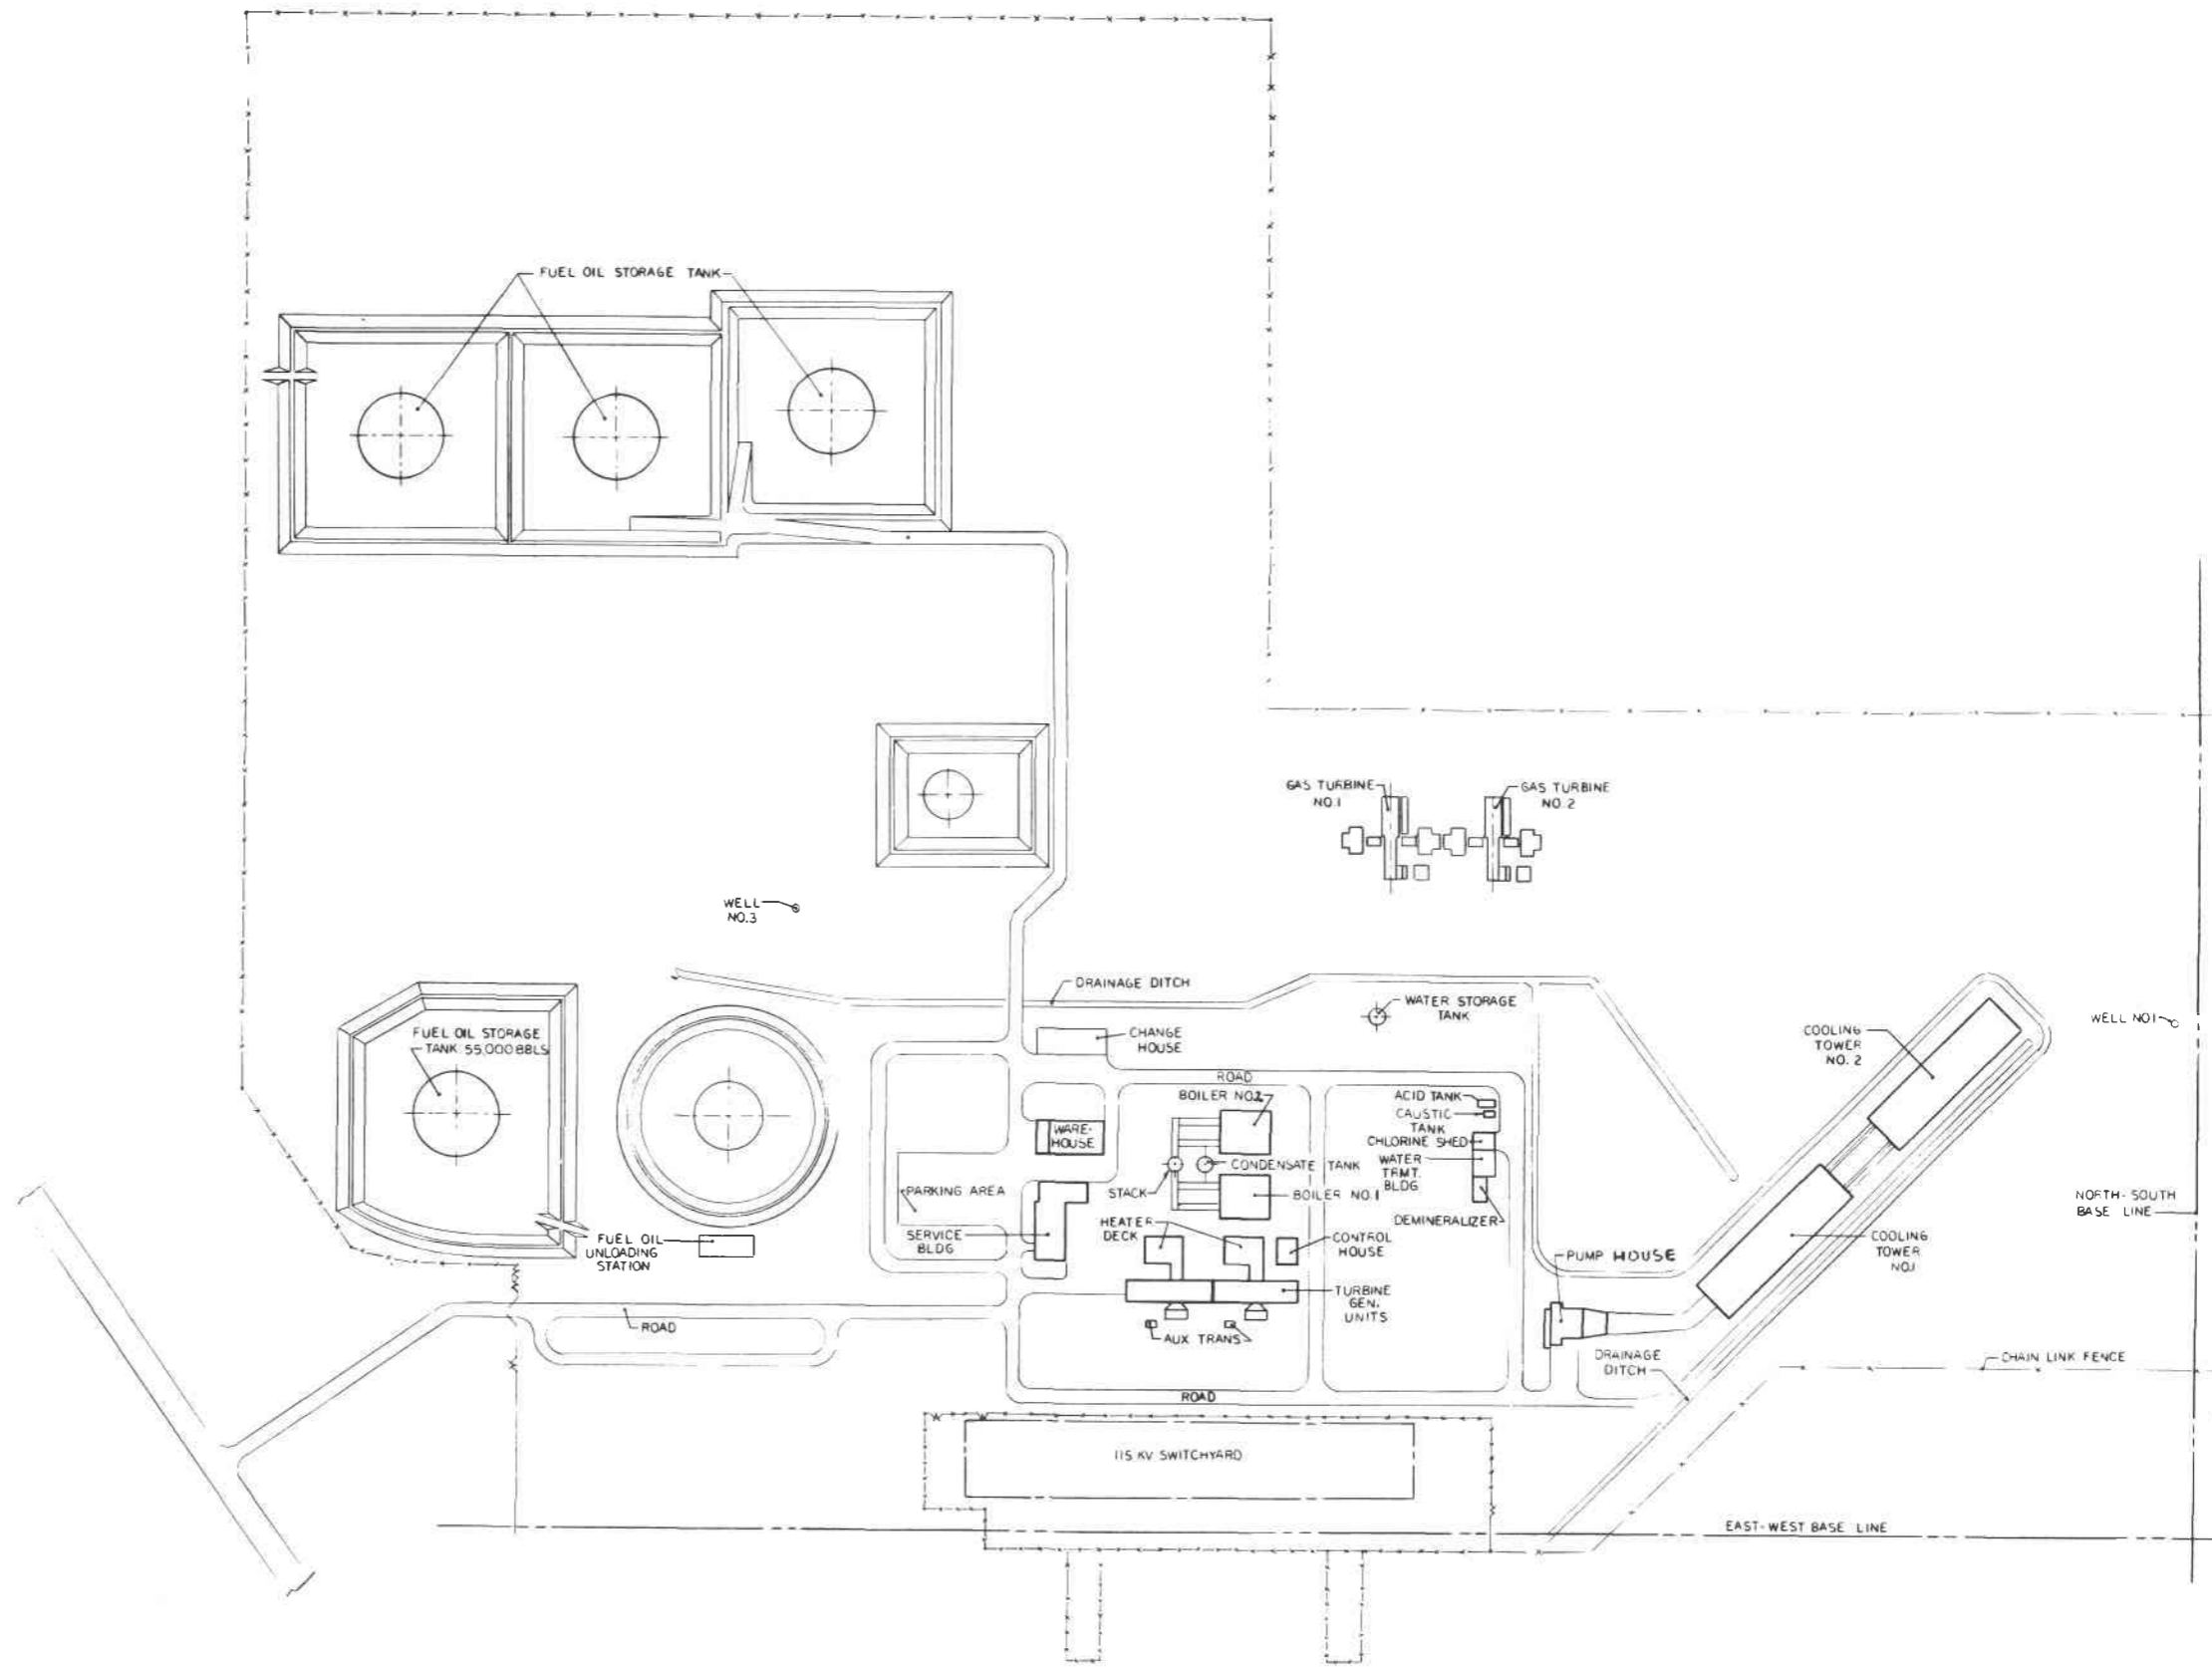 FUEL OIL STORAGE TANK
GAS TURBINE
NO.1
GAS TURBINE
NO.2
WELL
NO.3
DRAINAGE DITCH
WATER STORAGE
TANK
FUEL OIL STORAGE
TANK 55,000 BBLS
CHANGE
HOUSE
COOLING
TOWER
NO. 2
WELL NO1
ROAD
BOILER NO.2
ACID TANK
CAUSTIC
TANK
WARE-
HOUSE
CHLORINE SHED
CONDENSATE TANK
WATER
TRMT.
BLDG
PARKING AREA
STACK
BOILER NO.1
NORTH-SOUTH
BASE LINE
HEATER
DECK
DEMINERALIZER
SERVICE
BLDG
CONTROL
HOUSE
FUEL OIL
UNLOADING
STATION
PUMP HOUSE
COOLING
TOWER
NO.1
TURBINE
GEN.
UNITS
ROAD
AUX TRANS
DRAINAGE
DITCH
CHAIN LINK FENCE
ROAD
115 KV SWITCHYARD
EAST-WEST BASE LINE